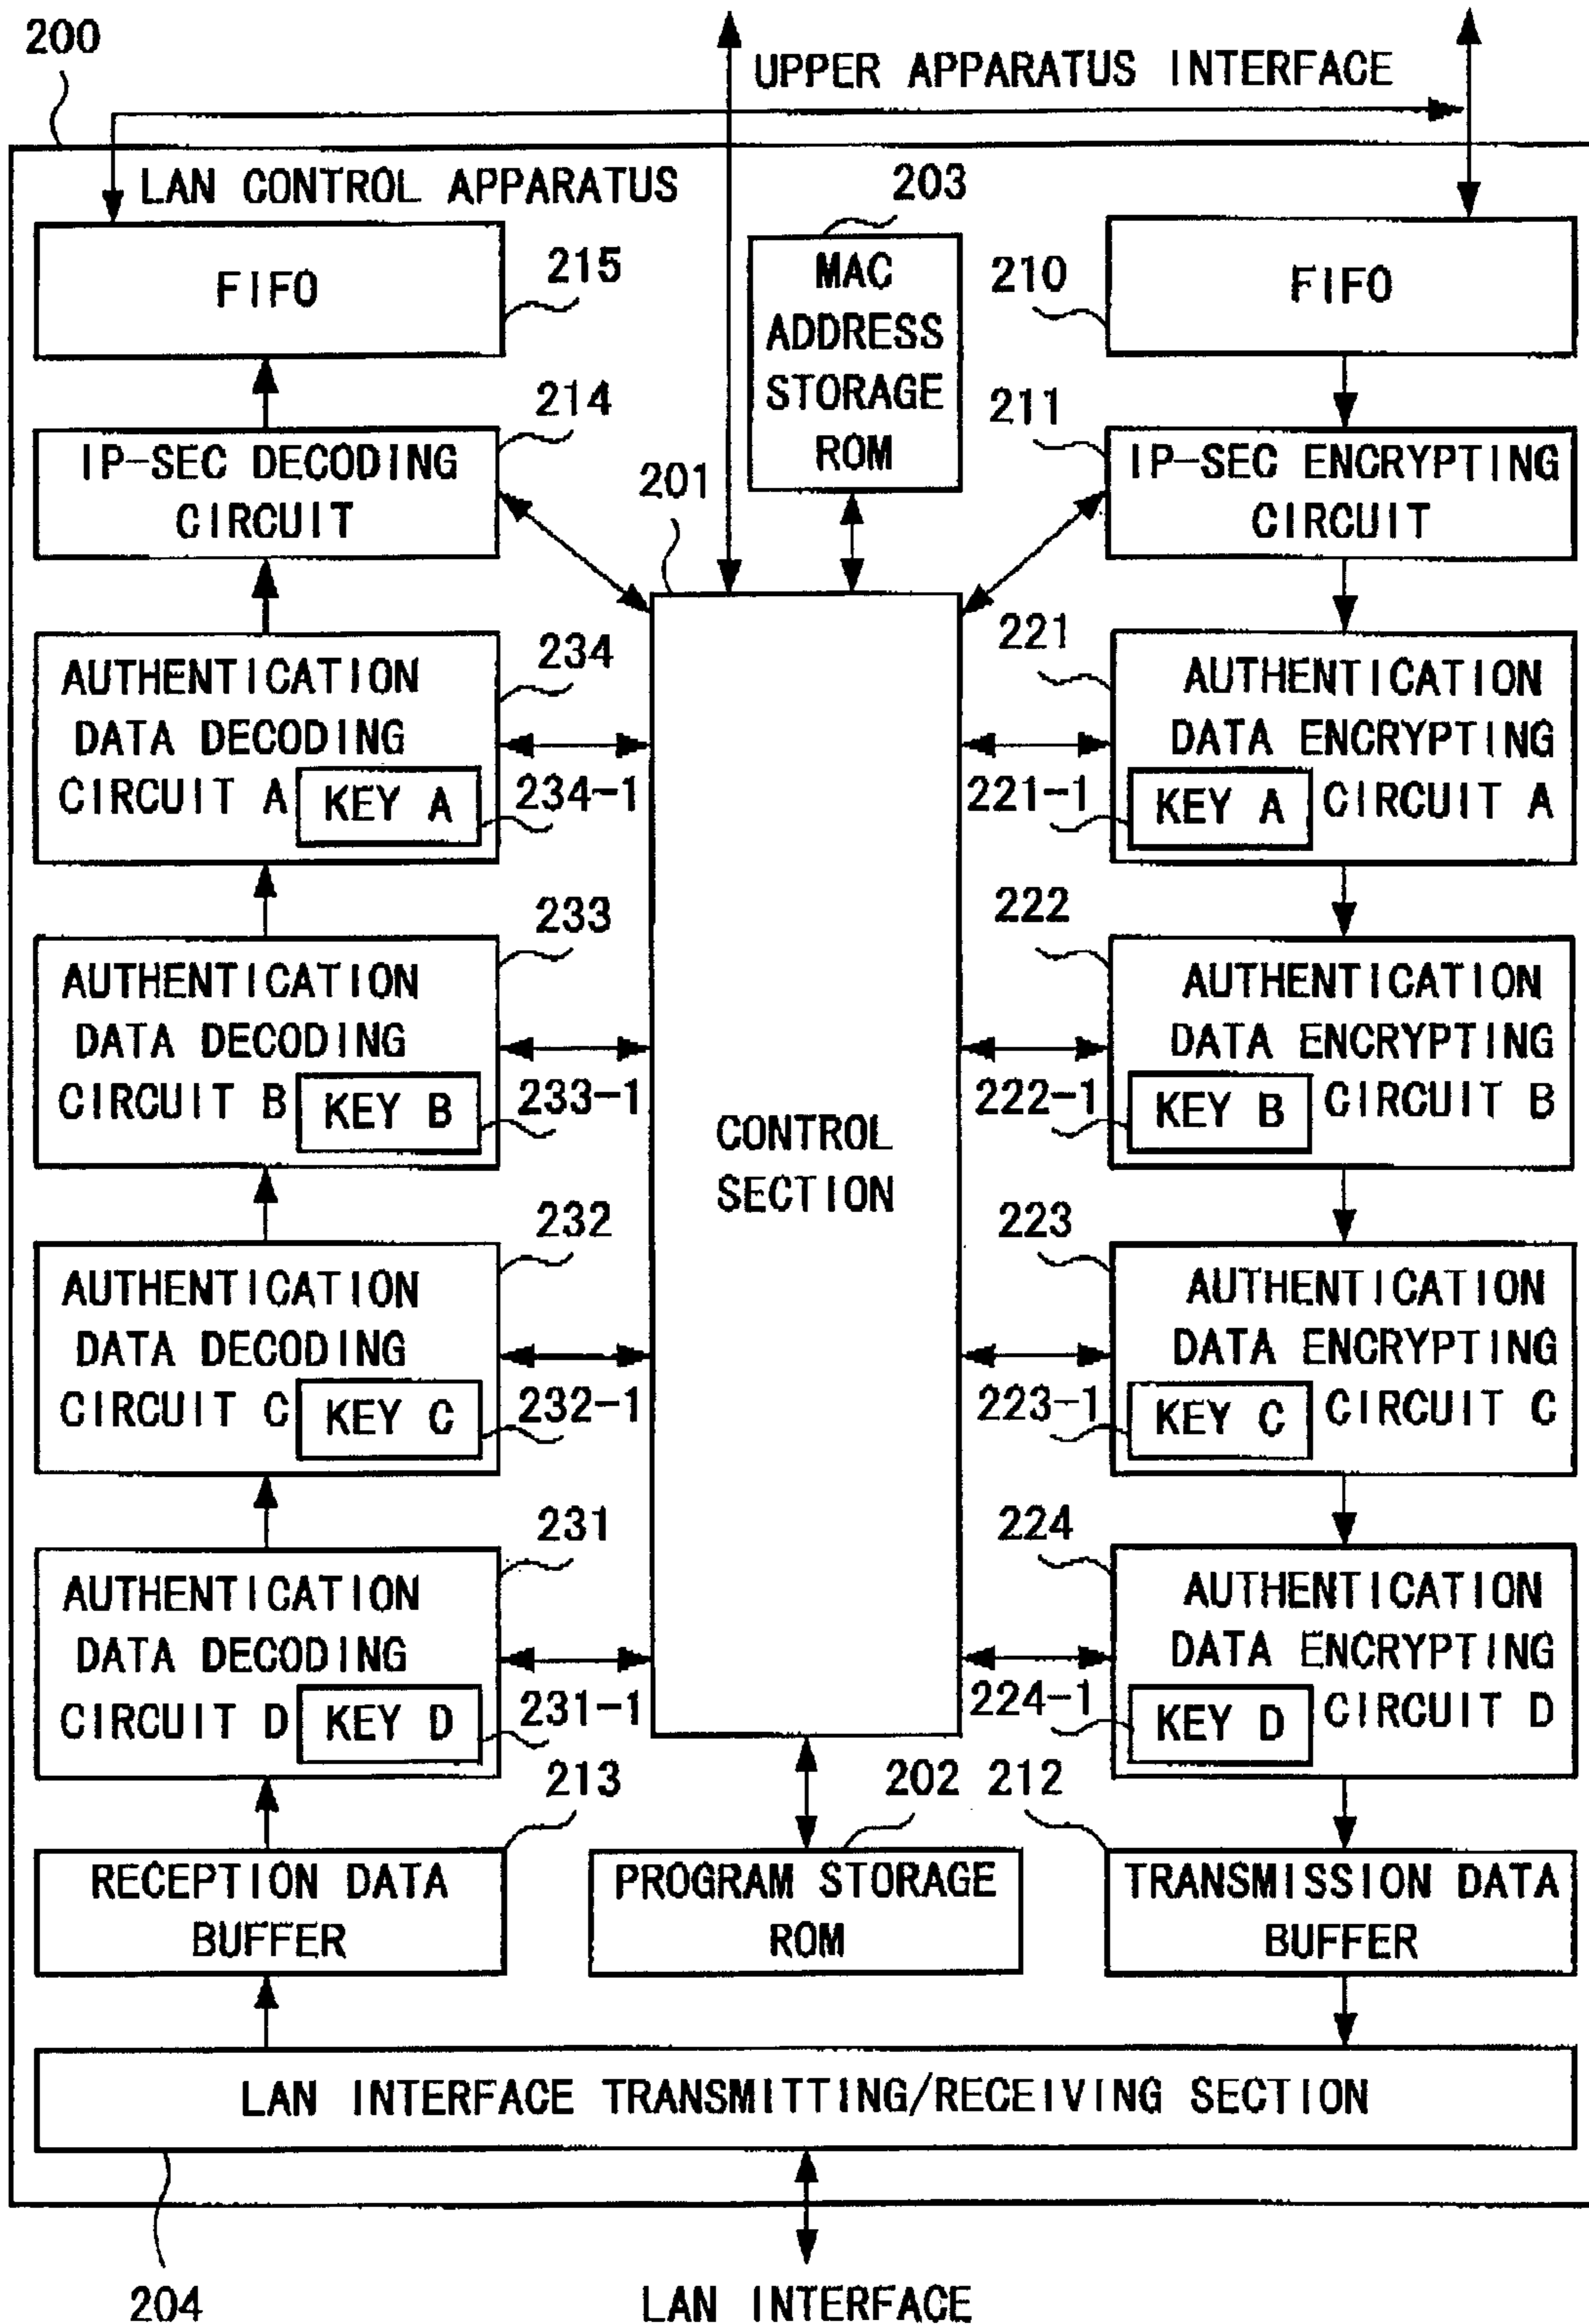 200
UPPER APPARATUS INTERFACE
LAN CONTROL APPARATUS
203
FIFO
215
MAC
ADDRESS
STORAGE
ROM
210
FIFO
214
IP-SEC DECODING
CIRCUIT
201
211
IP-SEC ENCRYPTING
CIRCUIT
234
AUTHENTICATION
DATA DECODING
CIRCUIT A
KEY A
234-1
221
AUTHENTICATION
DATA ENCRYPTING
CIRCUIT A
221-1
KEY A
233
AUTHENTICATION
DATA DECODING
CIRCUIT B
KEY B
233-1
CONTROL
SECTION
222
AUTHENTICATION
DATA ENCRYPTING
CIRCUIT B
222-1
KEY B
232
AUTHENTICATION
DATA DECODING
CIRCUIT C
KEY C
232-1
223
AUTHENTICATION
DATA ENCRYPTING
CIRCUIT C
223-1
KEY C
231
AUTHENTICATION
DATA DECODING
CIRCUIT D
KEY D
231-1
224
AUTHENTICATION
DATA ENCRYPTING
CIRCUIT D
224-1
KEY D
213
RECEPTION DATA
BUFFER
202
PROGRAM STORAGE
ROM
212
TRANSMISSION DATA
BUFFER
LAN INTERFACE TRANSMITTING/RECEIVING SECTION
204
LAN INTERFACE